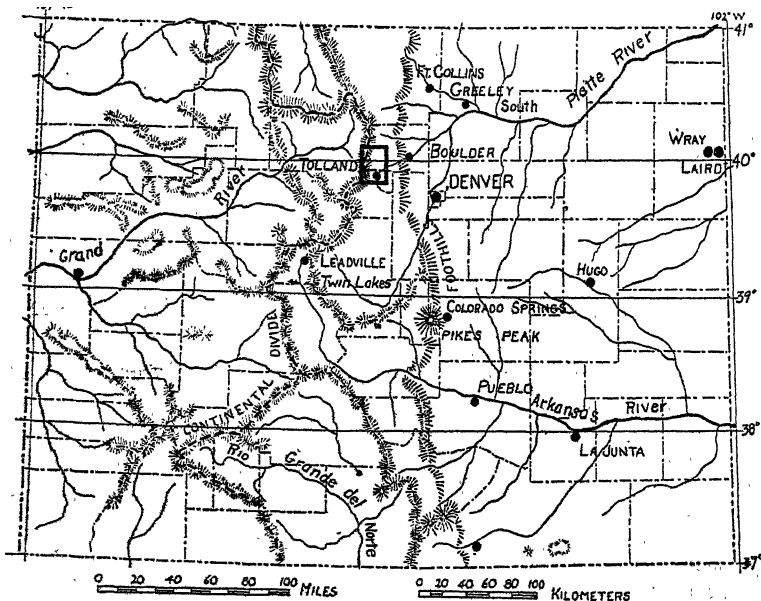 102° W
41°
FT. COLLINS
GREELEY
South Platte River
BOULDER
WRAY
40°
TOLLAND
LAIRD
DENVER
River
Grand
FOOTHILL
LEADVILLE
Twin Lakes
HUGO
39°
COLORADO SPRINGS
PIKES PEAK
CONTINENTAL DIVIDE
PUEBLO
Arkansas River
38°
LA JUNTA
Rio Grande del Norte
37°
0 20 40 60 80 100 MILES
0 20 40 60 80 100 KILOMETERS